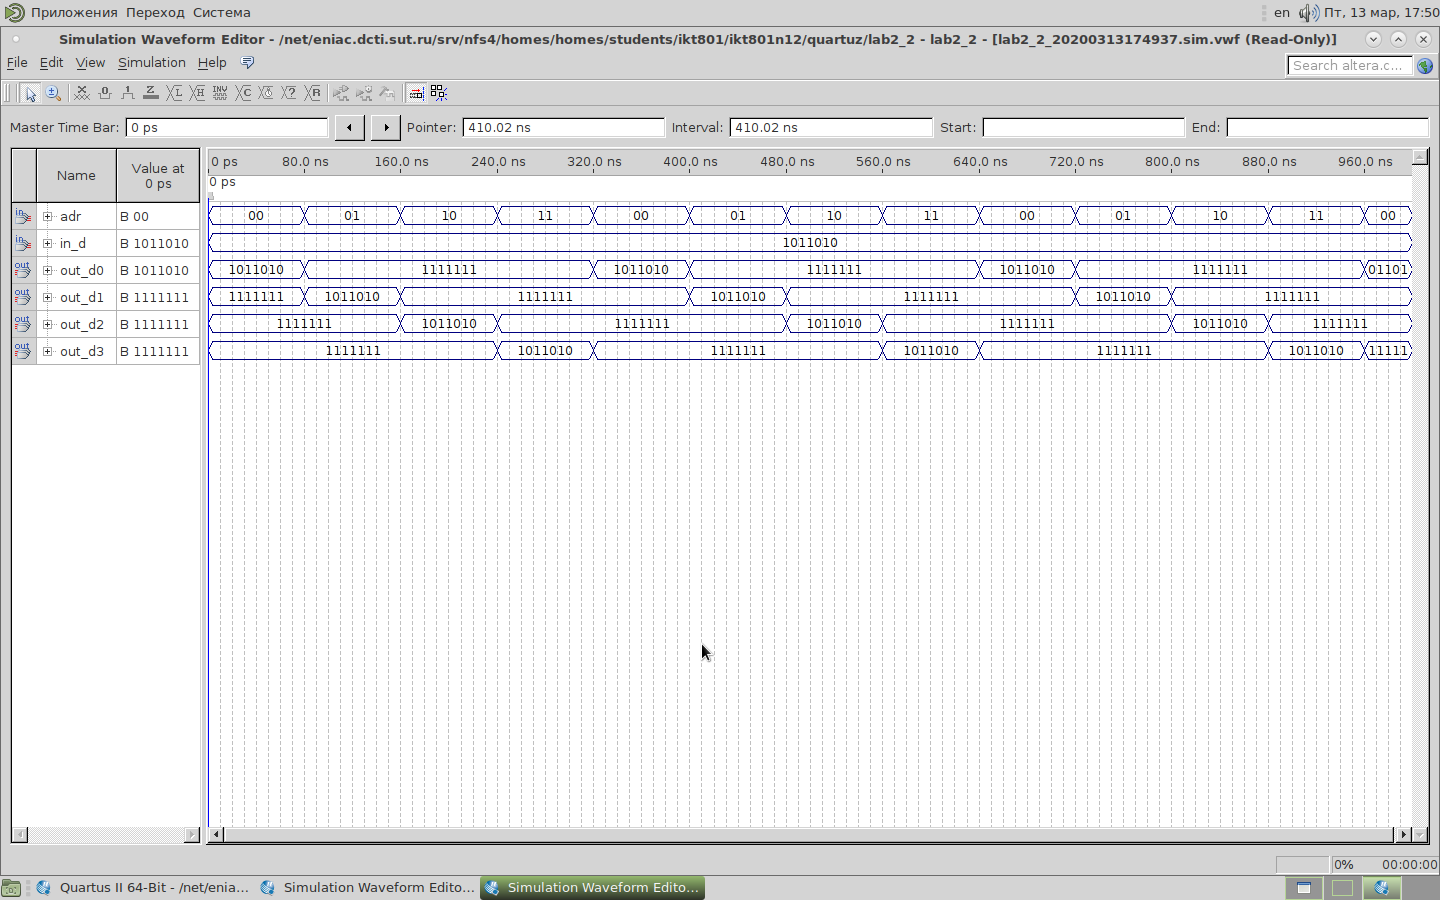 Приложения Переход Система en Пт, 13 мар, 17:50
Simulation Waveform Editor - /net/eniac.dcti.sut.ru/srv/nfs4/homes/homes/students/ikt801/ikt801n12/quartuz/lab2_2 - lab2_2 - [lab2_2_20200313174937.sim.vwf (Read-Only)]
File Edit View Simulation Help Search altera.c...
Master Time Bar: 0 ps Pointer: 410.02 ns Interval: 410.02 ns Start: End:
Name Value at 0 ps
0 ps 80.0 ns 160.0 ns 240.0 ns 320.0 ns 400.0 ns 480.0 ns 560.0 ns 640.0 ns 720.0 ns 800.0 ns 880.0 ns 960.0 ns
0 ps
in adr B 00 00 01 10 11 00 01 10 11 00 01 10 11 00
in in_d B 1011010 1011010
out out_d0 B 1011010 1011010 1111111 1011010 1111111 1011010 1111111 01101
out out_d1 B 1111111 1111111 1011010 1111111 1011010 1111111 1011010 1111111
out out_d2 B 1111111 1111111 1011010 1111111 1011010 1111111 1011010 1111111
out out_d3 B 1111111 1111111 1011010 1111111 1011010 1111111 1011010 11111
0% 00:00:00
Quartus II 64-Bit - /net/enia... Simulation Waveform Edito... Simulation Waveform Edito...